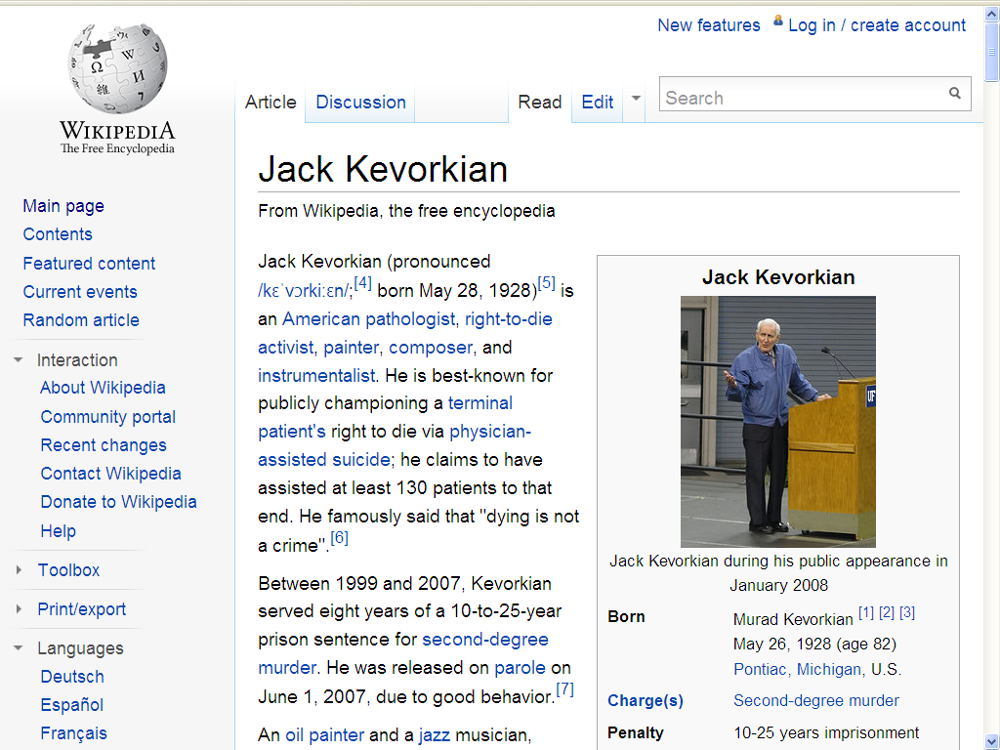 New features Log in / create account
WIKIPEDIA
The Free Encyclopedia
Article Discussion Read Edit Search
Main page
Contents
Featured content
Current events
Random article
Interaction
About Wikipedia
Community portal
Recent changes
Contact Wikipedia
Donate to Wikipedia
Help
Toolbox
Print/export
Languages
Deutsch
Español
Français
Jack Kevorkian
From Wikipedia, the free encyclopedia
Jack Kevorkian (pronounced
/kɛˈvɔrkiːɛn/;[4] born May 28, 1928)[5] is
an American pathologist, right-to-die
activist, painter, composer, and
instrumentalist. He is best-known for
publicly championing a terminal
patient's right to die via physician-
assisted suicide; he claims to have
assisted at least 130 patients to that
end. He famously said that "dying is not
a crime".[6]
Between 1999 and 2007, Kevorkian
served eight years of a 10-to-25-year
prison sentence for second-degree
murder. He was released on parole on
June 1, 2007, due to good behavior.[7]
An oil painter and a jazz musician,
Jack Kevorkian
UF
Jack Kevorkian during his public appearance in
January 2008
Born Murad Kevorkian [1] [2] [3]
May 26, 1928 (age 82)
Pontiac, Michigan, U.S.
Charge(s) Second-degree murder
Penalty 10-25 years imprisonment